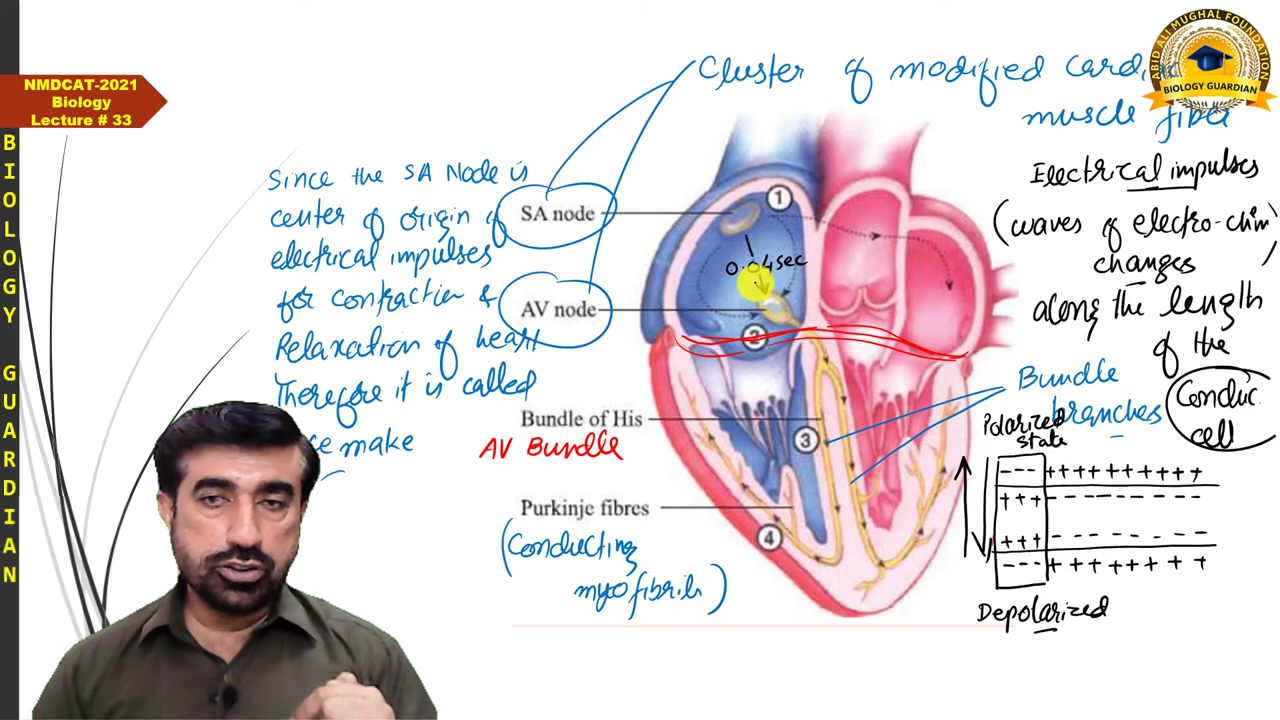 NMDCAT-2021
Biology
Lecture # 33
BIOLOGY GUARDIAN
ABID ALI MUGHAL FOUNDATION
BIOLOGY GUARDIAN
Cluster of modified cardiac
muscle fiber
Since the SA Node is
center of origin of
electrical impulses
for contraction &
Relaxation of heart
Therefore it is called
make
SA node
AV node
Bundle of His
AV Bundle
Purkinje fibres
(Conducting
myofibrils)
1
0.04sec
2
3
4
Electrical impulses
(waves of electro-chim)
changes
along the length
of the
Conduc.
cell
Bundle
branches
Polarized
state
--- ++++++++++
+++ --------
+++ --------
--- ++++++++
Depolarized